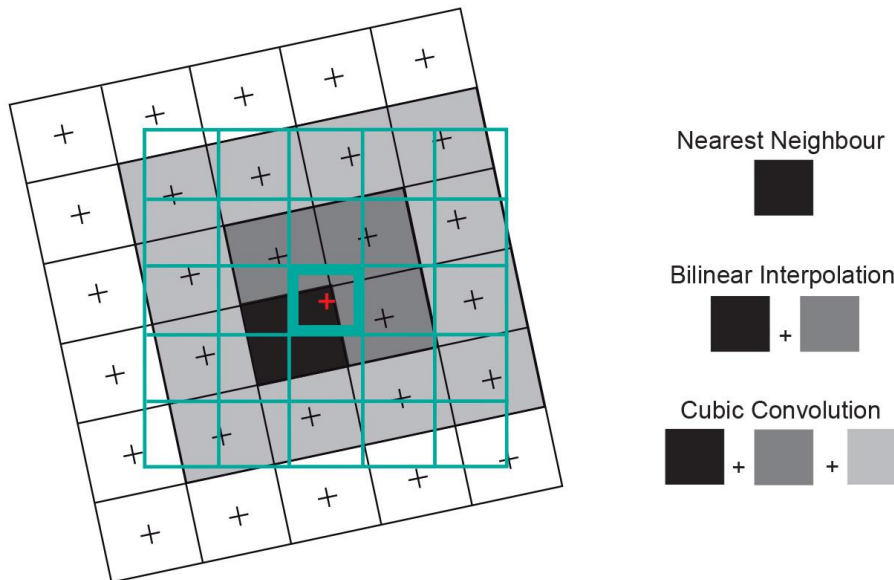 Nearest Neighbour
Bilinear Interpolation
+
Cubic Convolution
+ +